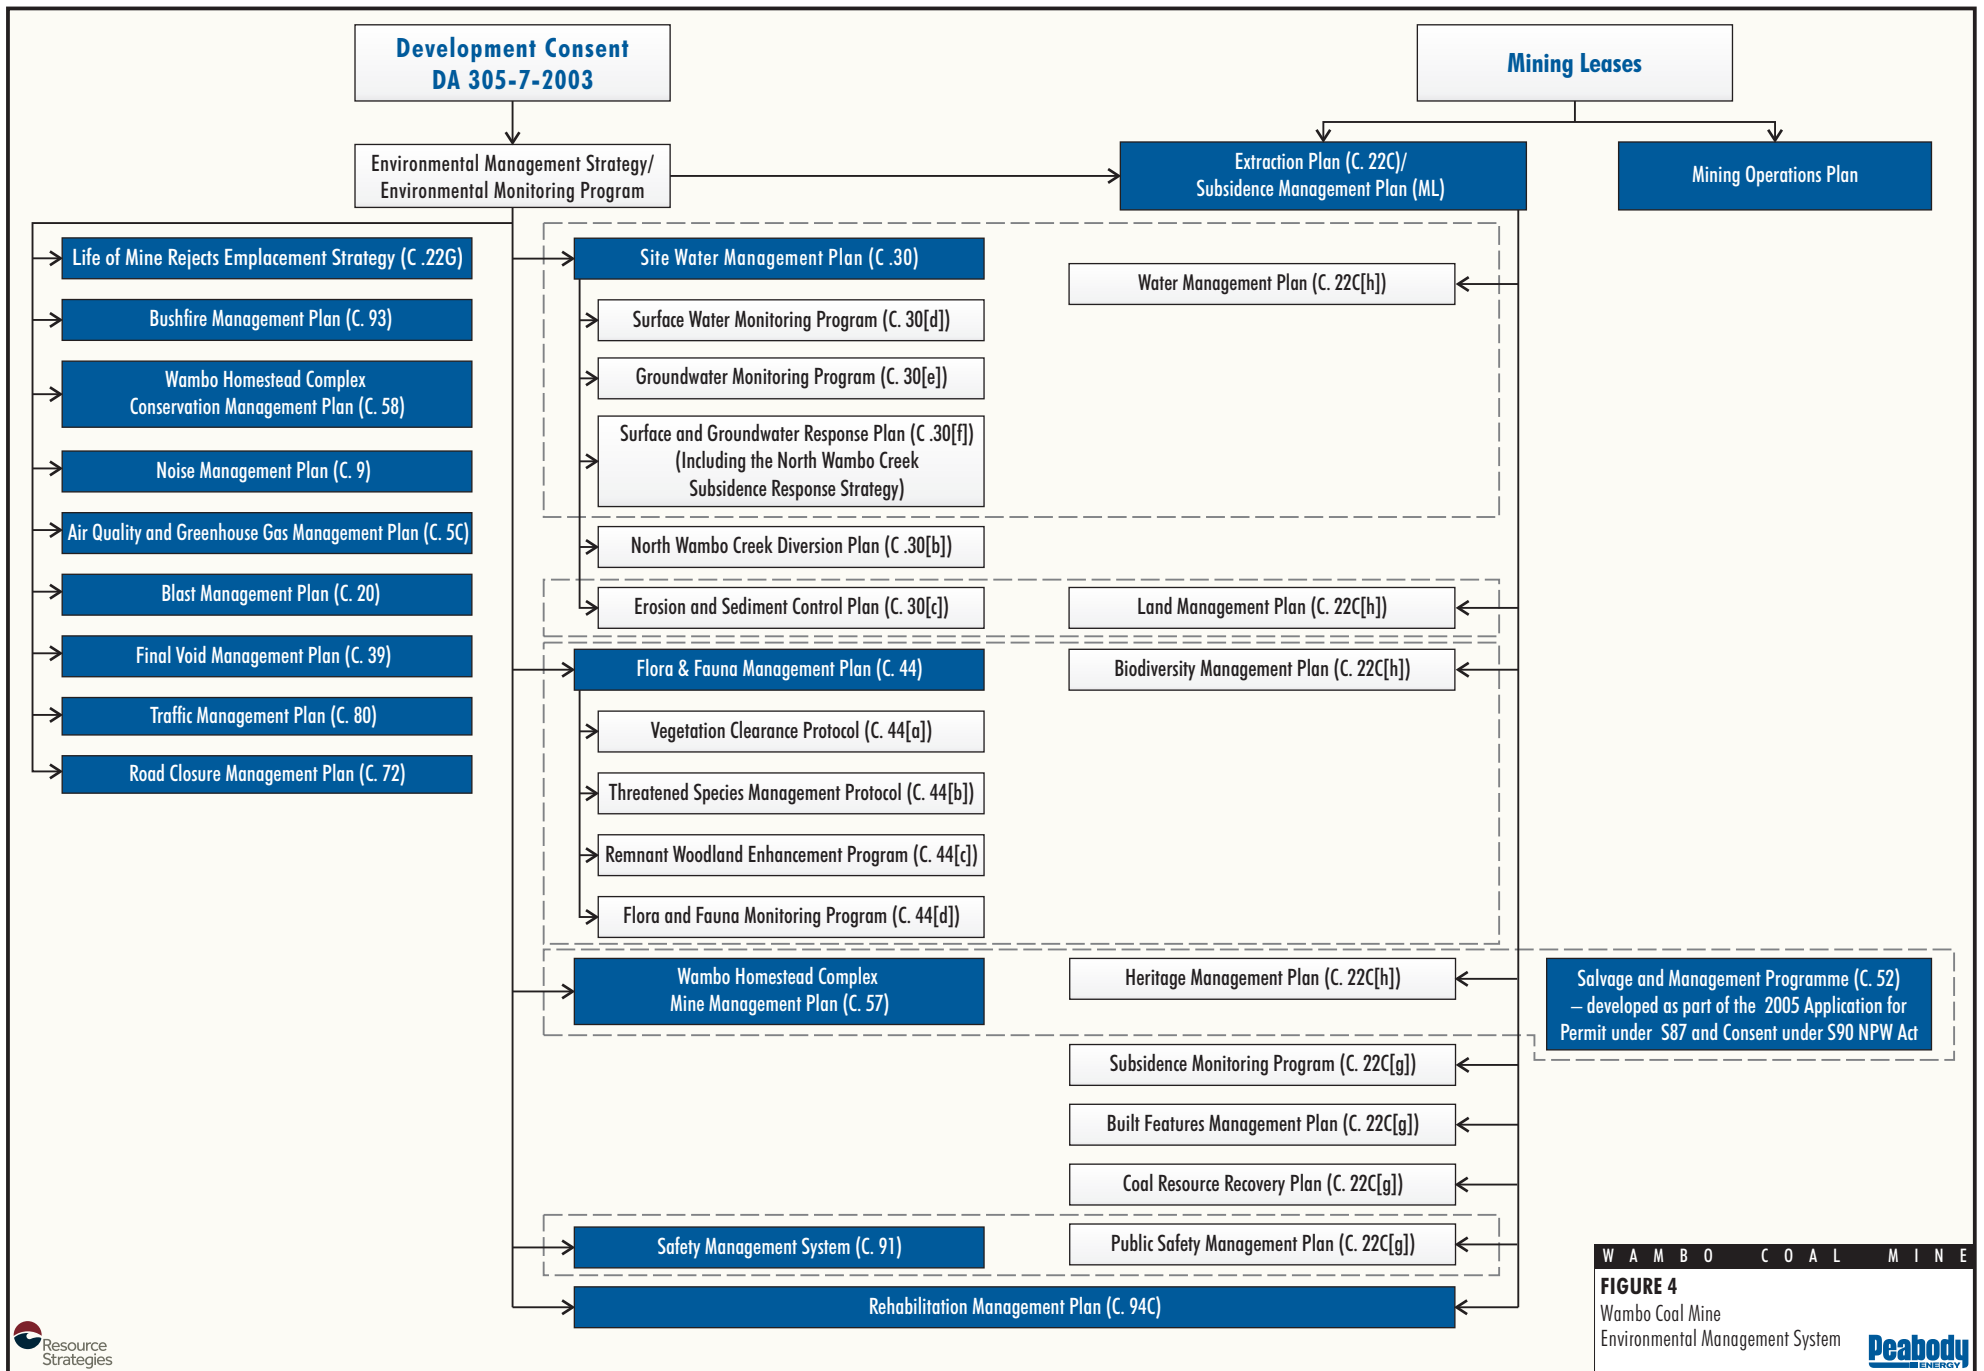 Development Consent
DA 305-7-2003
Mining Leases
Environmental Management Strategy/
Environmental Monitoring Program
Extraction Plan (C. 22C)/
Subsidence Management Plan (ML)
Mining Operations Plan
Life of Mine Rejects Emplacement Strategy (C .22G)
Bushfire Management Plan (C. 93)
Wambo Homestead Complex
Conservation Management Plan (C. 58)
Noise Management Plan (C. 9)
Air Quality and Greenhouse Gas Management Plan (C. 5C)
Blast Management Plan (C. 20)
Final Void Management Plan (C. 39)
Traffic Management Plan (C. 80)
Road Closure Management Plan (C. 72)
Site Water Management Plan (C .30)
Surface Water Monitoring Program (C. 30[d])
Groundwater Monitoring Program (C. 30[e])
Surface and Groundwater Response Plan (C .30[f])
(Including the North Wambo Creek
Subsidence Response Strategy)
North Wambo Creek Diversion Plan (C .30[b])
Erosion and Sediment Control Plan (C. 30[c])
Flora & Fauna Management Plan (C. 44)
Vegetation Clearance Protocol (C. 44[a])
Threatened Species Management Protocol (C. 44[b])
Remnant Woodland Enhancement Program (C. 44[c])
Flora and Fauna Monitoring Program (C. 44[d])
Wambo Homestead Complex
Mine Management Plan (C. 57)
Safety Management System (C. 91)
Water Management Plan (C. 22C[h])
Land Management Plan (C. 22C[h])
Biodiversity Management Plan (C. 22C[h])
Heritage Management Plan (C. 22C[h])
Subsidence Monitoring Program (C. 22C[g])
Built Features Management Plan (C. 22C[g])
Coal Resource Recovery Plan (C. 22C[g])
Public Safety Management Plan (C. 22C[g])
Rehabilitation Management Plan (C. 94C)
Salvage and Management Programme (C. 52)
– developed as part of the 2005 Application for
Permit under S87 and Consent under S90 NPW Act
WAMBO COAL MINE
FIGURE 4
Wambo Coal Mine
Environmental Management System
Peabody
ENERGY
Resource
Strategies